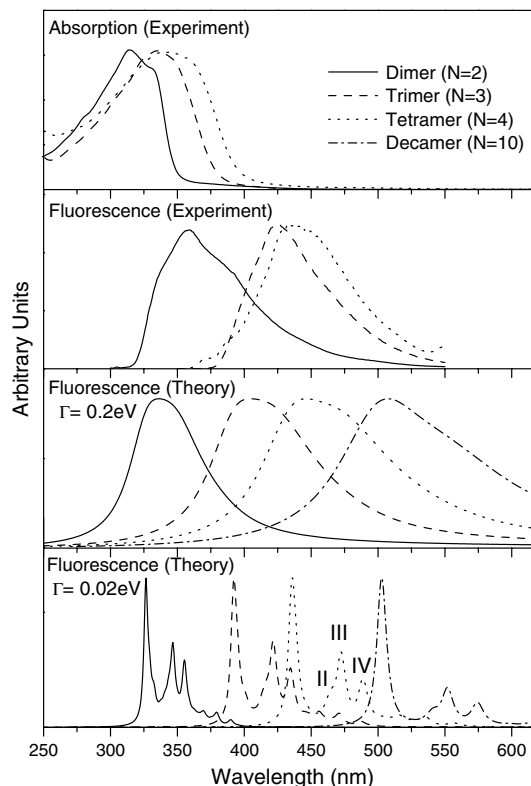 Absorption (Experiment)
Dimer (N=2)
Trimer (N=3)
Tetramer (N=4)
Decamer (N=10)
Fluorescence (Experiment)
Fluorescence (Theory)
Γ= 0.2eV
Fluorescence (Theory)
Γ= 0.02eV
II
III
IV
Arbitrary Units
250 300 350 400 450 500 550 600
Wavelength (nm)